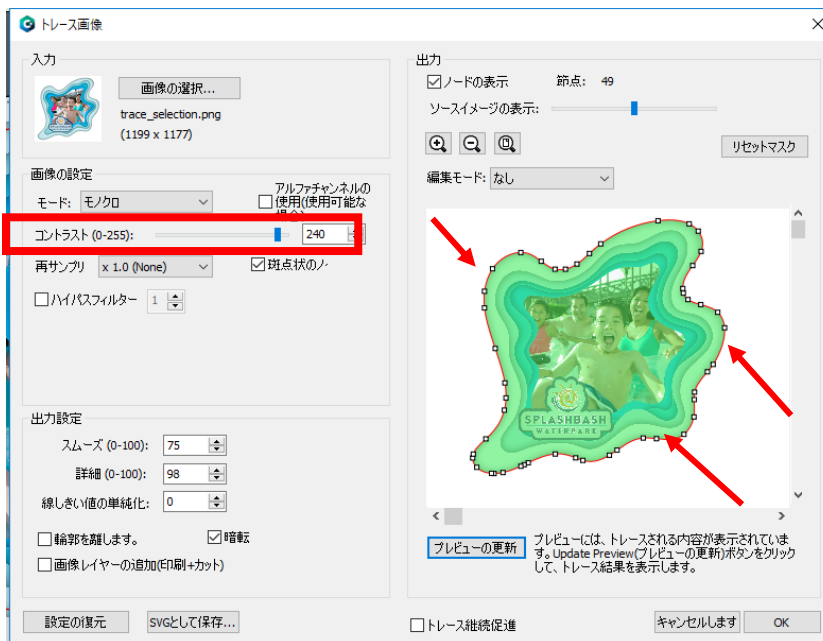 トレース画像
入力
画像の選択...
trace_selection.png
(1199 x 1177)
画像の設定
モード: モノクロ
アルファチャンネルの
使用(使用可能な
場合)
コントラスト (0-255): 240
再サンプリ x 1.0 (None)
斑点状のノ
ハイパスフィルター 1
出力設定
スムーズ (0-100): 75
詳細 (0-100): 98
線しきい値の単純化: 0
輪郭を離します。 暗転
画像レイヤーの追加(印刷+カット)
設定の復元 SVGとして保存...
出力
ノードの表示 節点: 49
ソースイメージの表示:
リセットマスク
編集モード: なし
SPLASHBASH
WATERPARK
プレビューの更新
プレビューには、トレースされる内容が表示されていま
す。Update Preview(プレビューの更新)ボタンをクリック
して、トレース結果を表示します。
トレース継続促進 キャンセルします OK